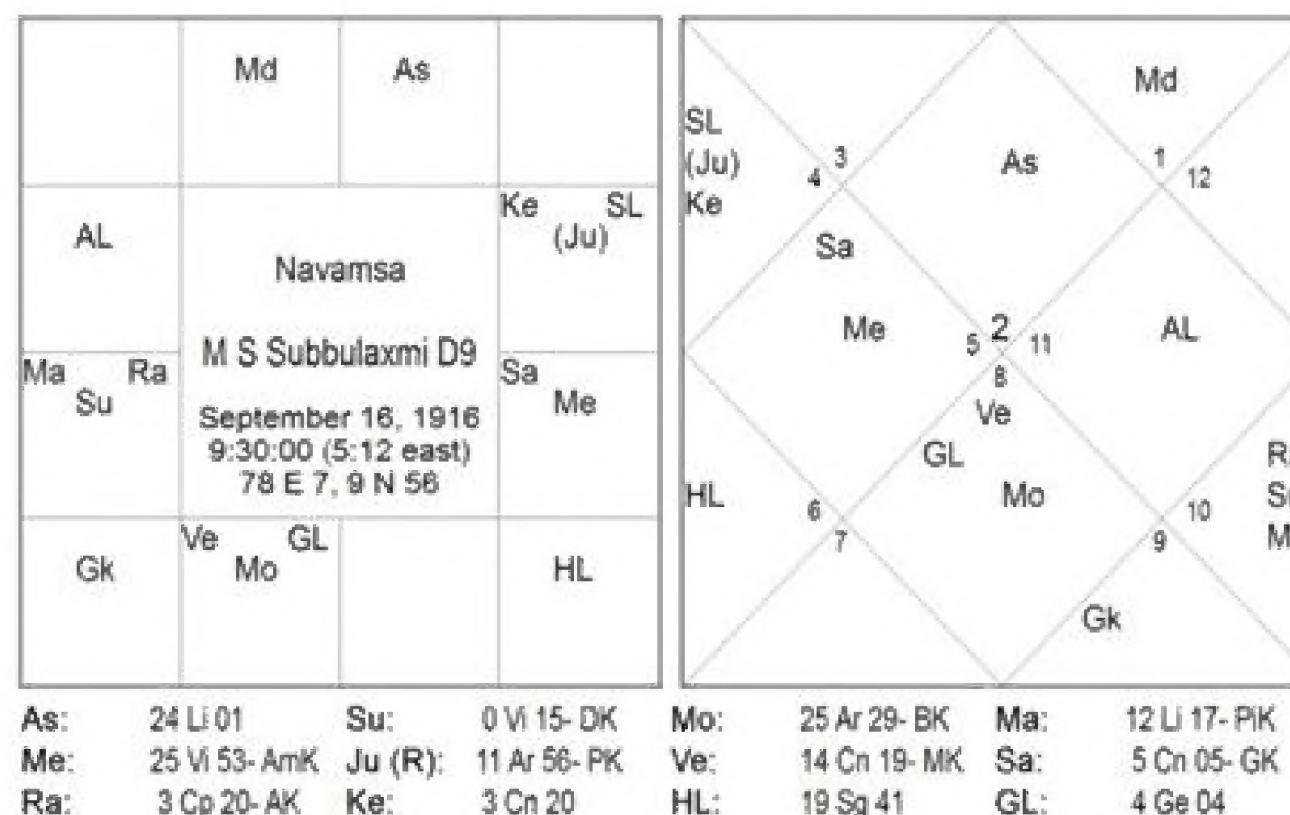 Md
As
AL
Ke SL
(Ju)
Navamsa
M S Subbulaxmi D9
September 16, 1916
9:30:00 (5:12 east)
78 E 7, 9 N 56
Ma Ra
Su
Sa
Me
Gk
Ve GL
Mo
HL
Md
SL
(Ju)
Ke
3
4
As
1
12
Sa
Me
5 2 11
8
AL
Ve
GL
Mo
HL
6
7
10
9
Gk
As: 24 Li 01 Su: 0 Vi 15- DK Mo: 25 Ar 29- BK Ma: 12 Li 17- PiK
Me: 25 Vi 53- AmK Ju (R): 11 Ar 56- PK Ve: 14 Cn 19- MK Sa: 5 Cn 05- GK
Ra: 3 Cp 20- AK Ke: 3 Cn 20 HL: 19 Sg 41 GL: 4 Ge 04